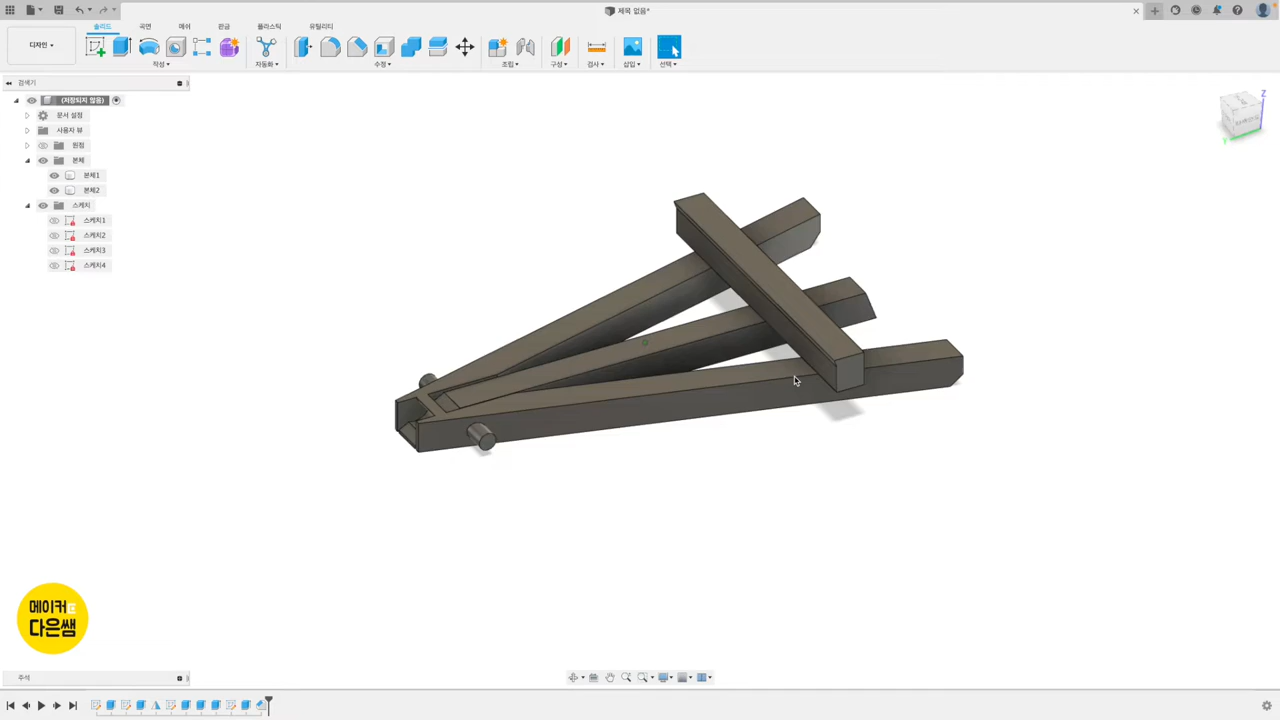 제목 없음*
디자인
솔리드
곡면
메쉬
판금
플라스틱
유틸리티
작성
자동화
수정
조립
구성
검사
삽입
선택
검색기
(저장되지 않음)
문서 설정
사용자 뷰
원점
본체
본체1
본체2
스케치
스케치1
스케치2
스케치3
스케치4
Z
Y
메이커
다은쌤
주석